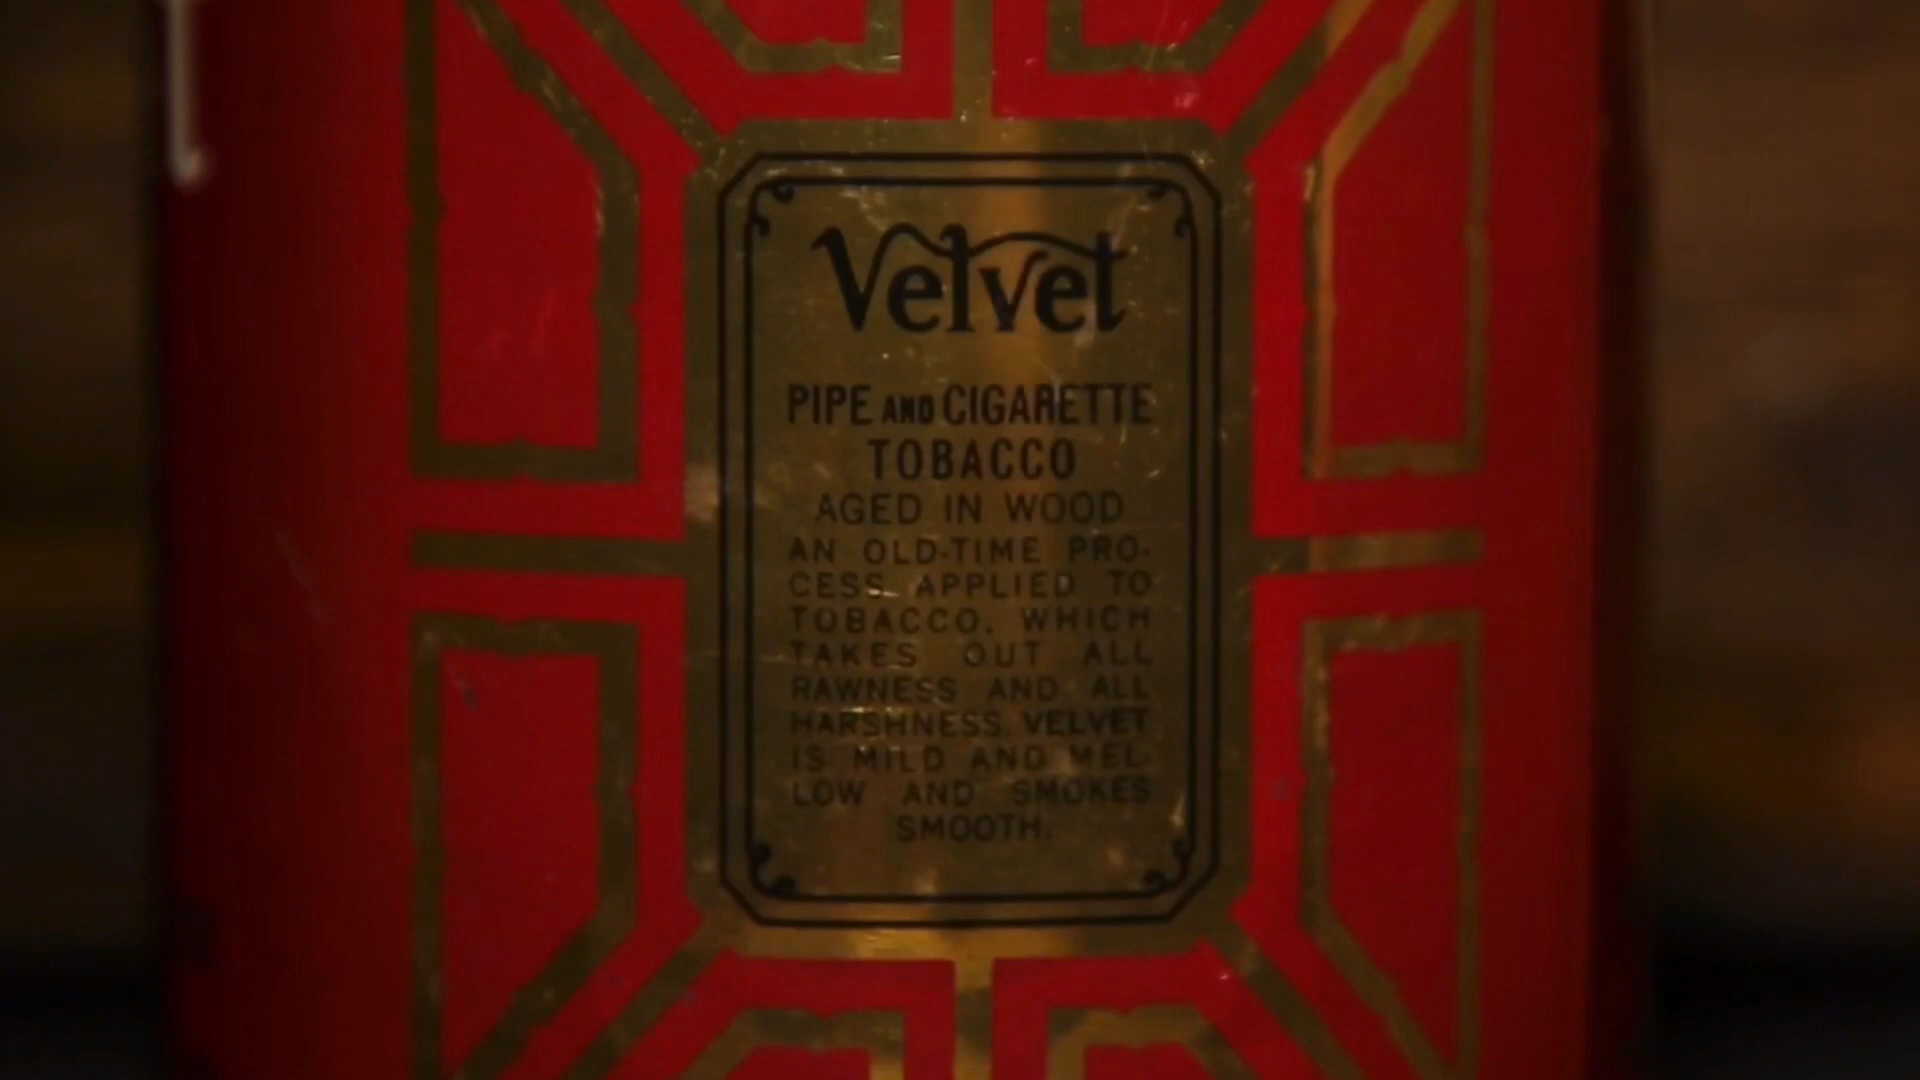 Velvet
PIPE AND CIGARETTE
TOBACCO
AGED IN WOOD
AN OLD-TIME PRO-
CESS APPLIED TO
TOBACCO, WHICH
TAKES OUT ALL
RAWNESS AND ALL
HARSHNESS. VELVET
IS MILD AND MEL-
LOW AND SMOKES
SMOOTH.